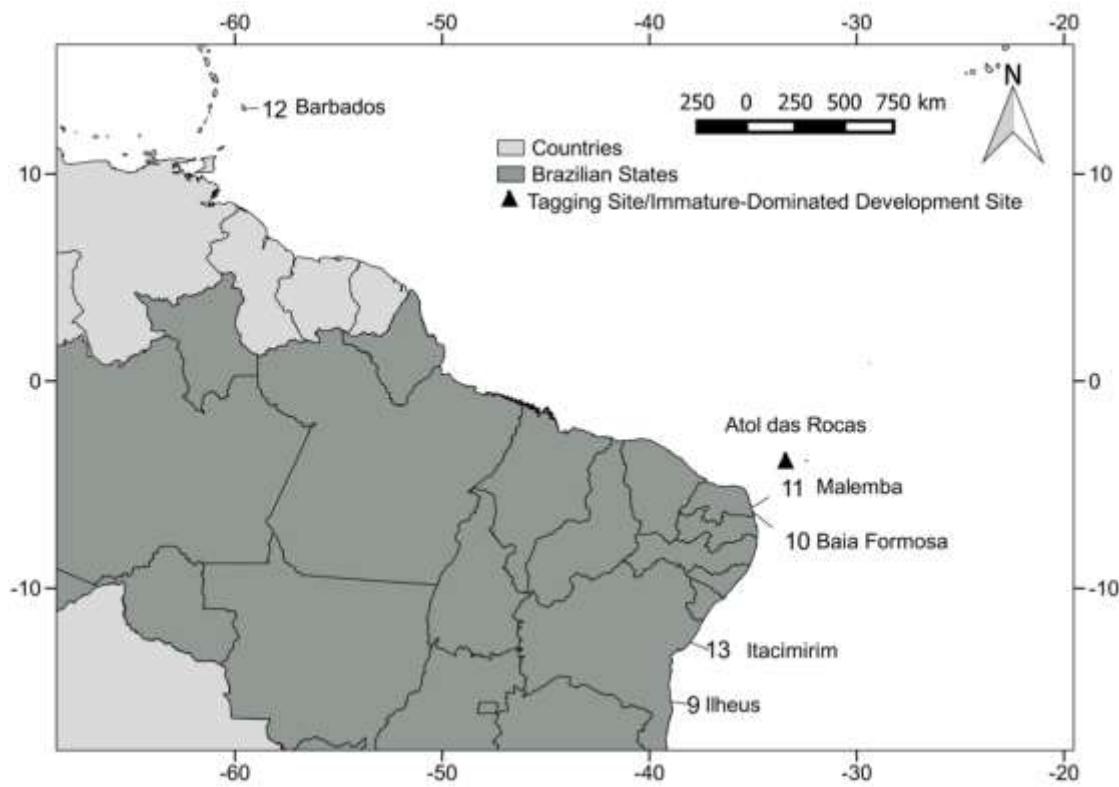 -60 -50 -40 -30 -20
N
12 Barbados
250 0 250 500 750 km
Countries
Brazilian States
Tagging Site/Immature-Dominated Development Site
10 10
0 0
Atol das Rocas
11 Malemba
10 Baia Formosa
-10 -10
13 Itacimirim
9 Ilheus
-60 -50 -40 -30 -20